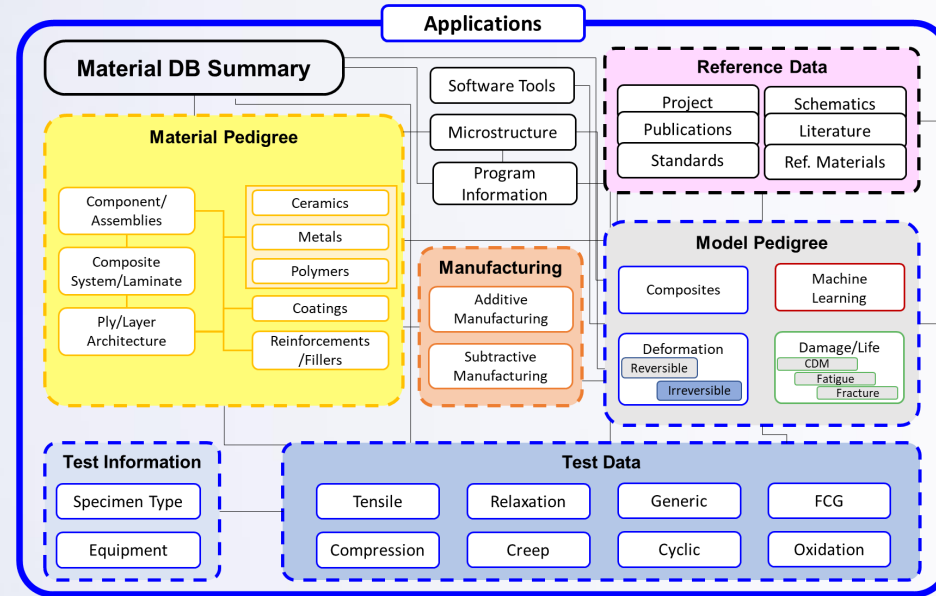 Applications
Material DB Summary
Software Tools
Microstructure
Program
Information
Reference Data
Project
Schematics
Publications
Literature
Standards
Ref. Materials
Material Pedigree
Component/
Assemblies
Composite
System/Laminate
Ply/Layer
Architecture
Ceramics
Metals
Polymers
Coatings
Reinforcements
/Fillers
Manufacturing
Additive
Manufacturing
Subtractive
Manufacturing
Model Pedigree
Composites
Machine
Learning
Deformation
Reversible
Irreversible
Damage/Life
CDM
Fatigue
Fracture
Test Information
Specimen Type
Equipment
Test Data
Tensile
Relaxation
Generic
FCG
Compression
Creep
Cyclic
Oxidation